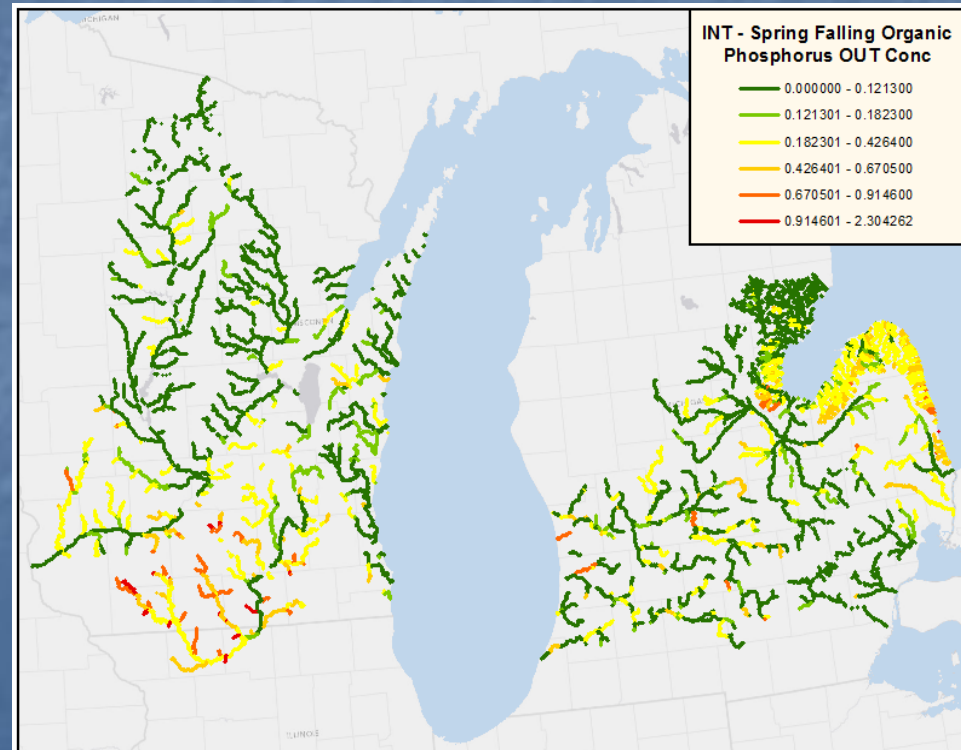 MICHIGAN
INT - Spring Falling Organic
Phosphorus OUT Conc
0.000000 - 0.121300
0.121301 - 0.182300
0.182301 - 0.426400
0.426401 - 0.670500
0.670501 - 0.914600
0.914601 - 2.304262
ILLINOIS